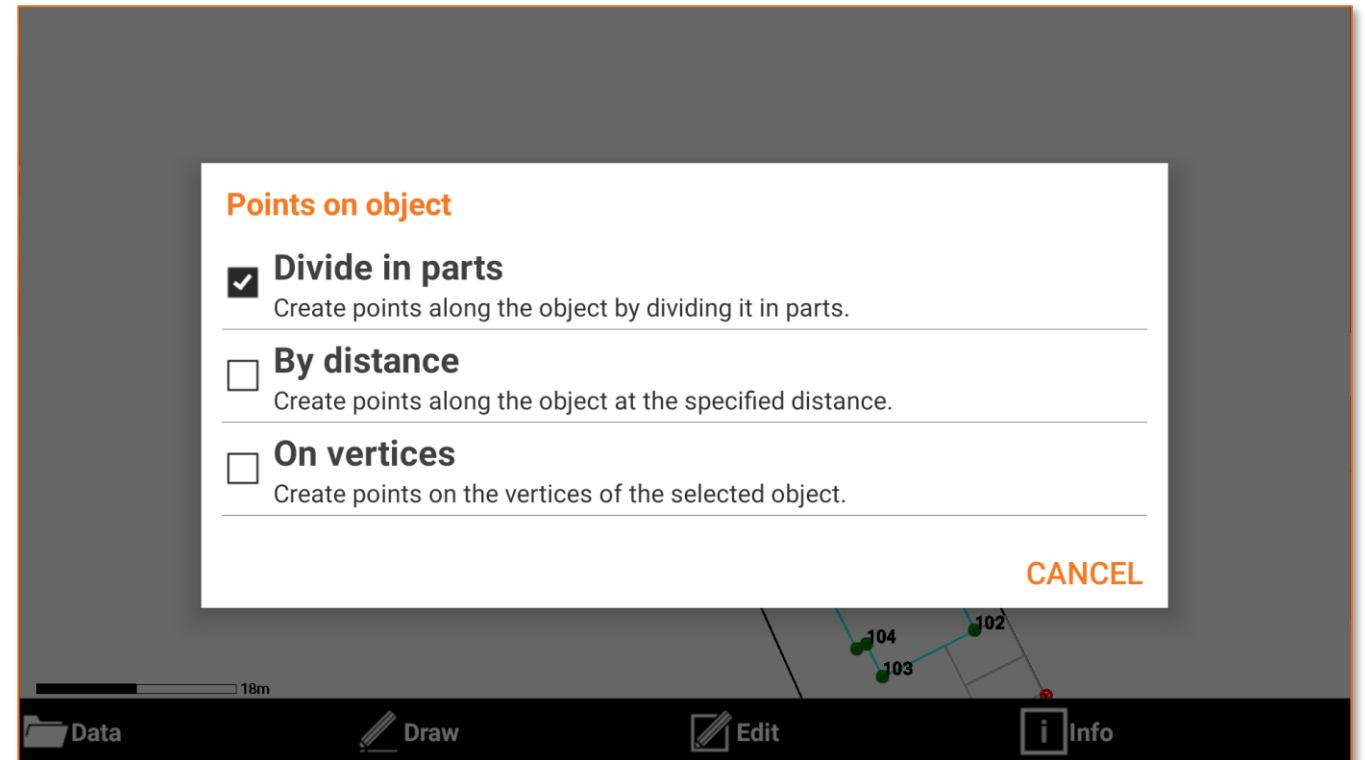 Points on object
Divide in parts
Create points along the object by dividing it in parts.
By distance
Create points along the object at the specified distance.
On vertices
Create points on the vertices of the selected object.
CANCEL
102
104
103
18m
Data
Draw
Edit
i Info